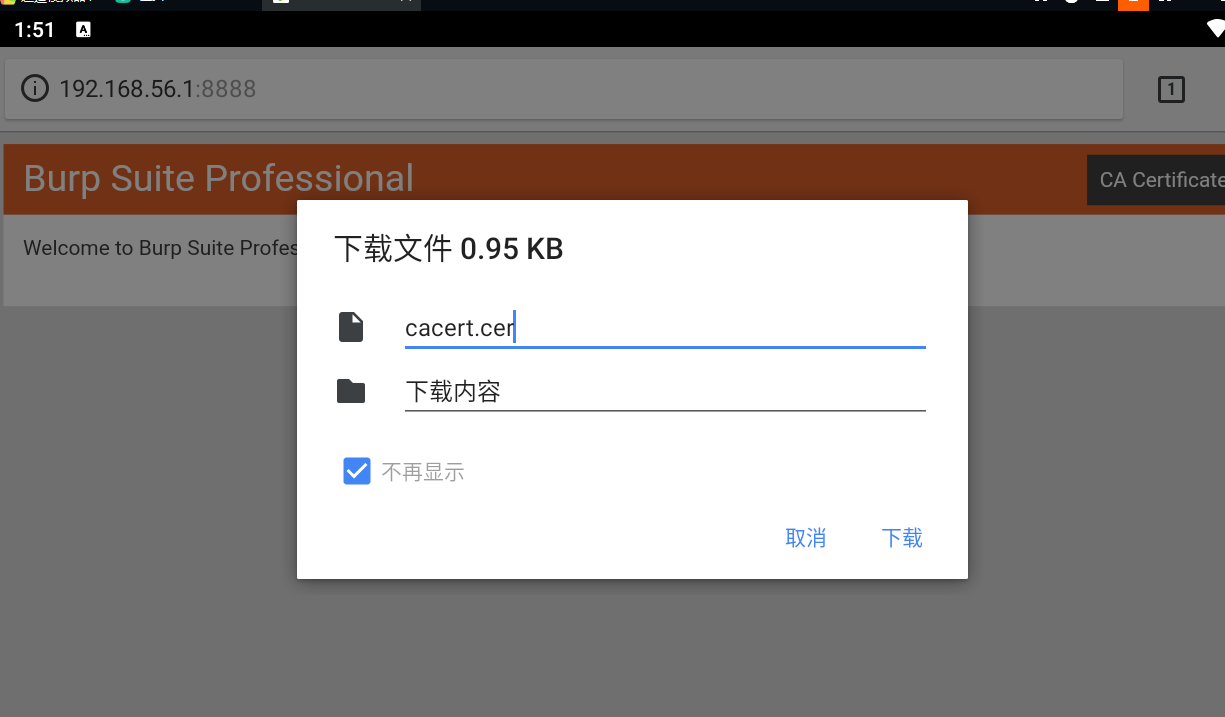 1:51
192.168.56.1:8888
1
Burp Suite Professional
CA Certificate
Welcome to Burp Suite Profes
下载文件 0.95 KB
cacert.cer
下载内容
不再显示
取消 下载